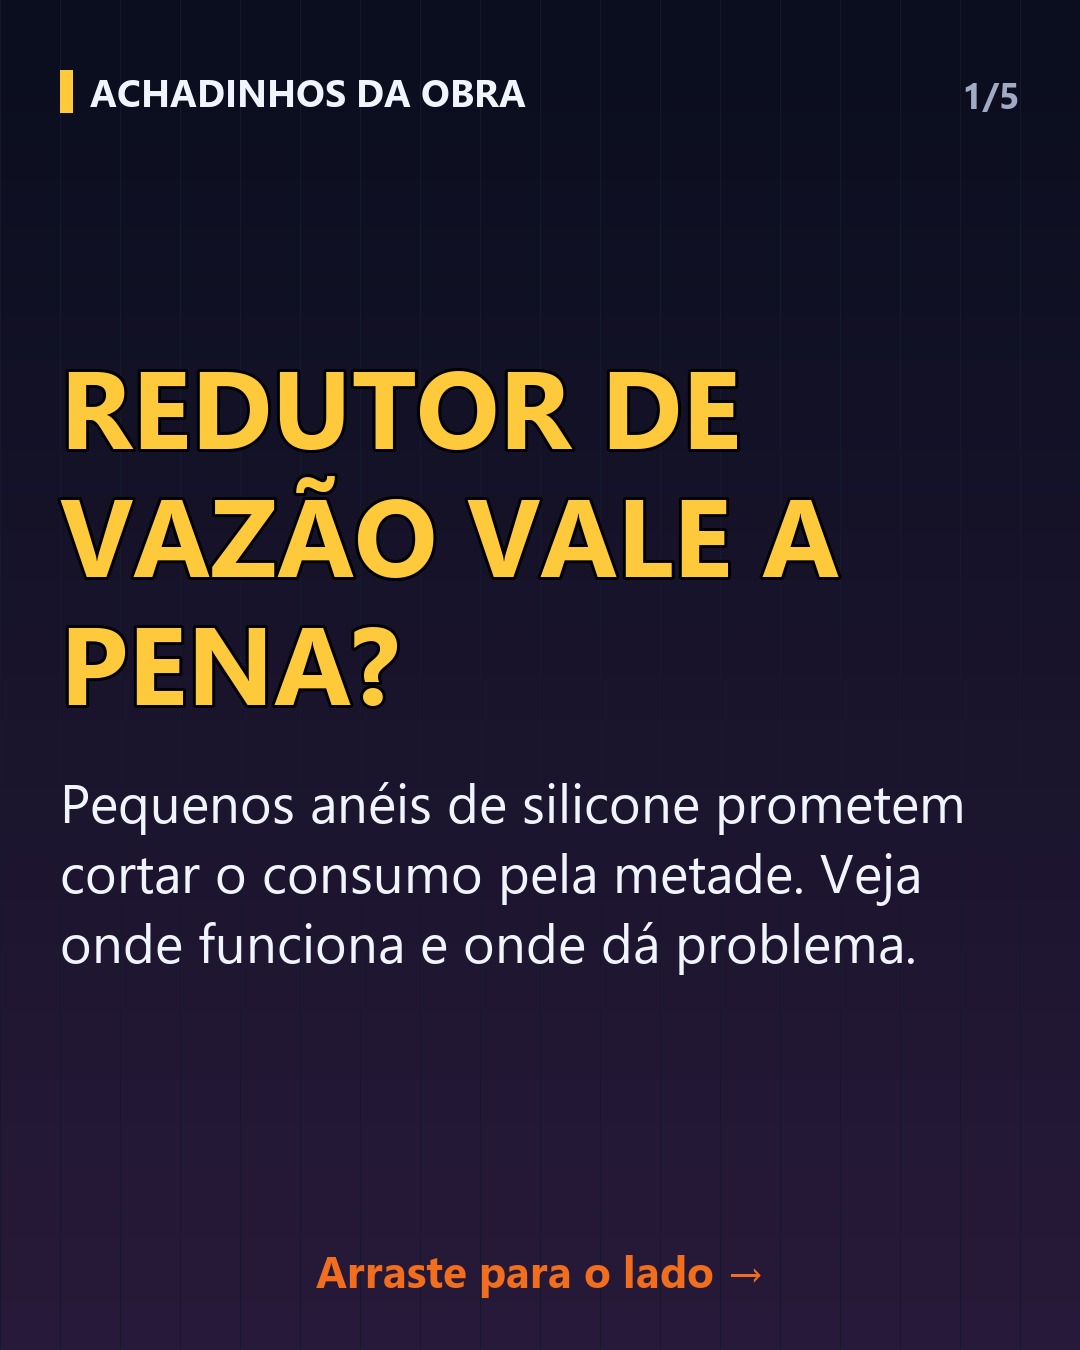 ACHADINHOS DA OBRA
1/5
REDUTOR DE
VAZÃO VALE A
PENA?
Pequenos anéis de silicone prometem
cortar o consumo pela metade. Veja
onde funciona e onde dá problema.
Arraste para o lado →